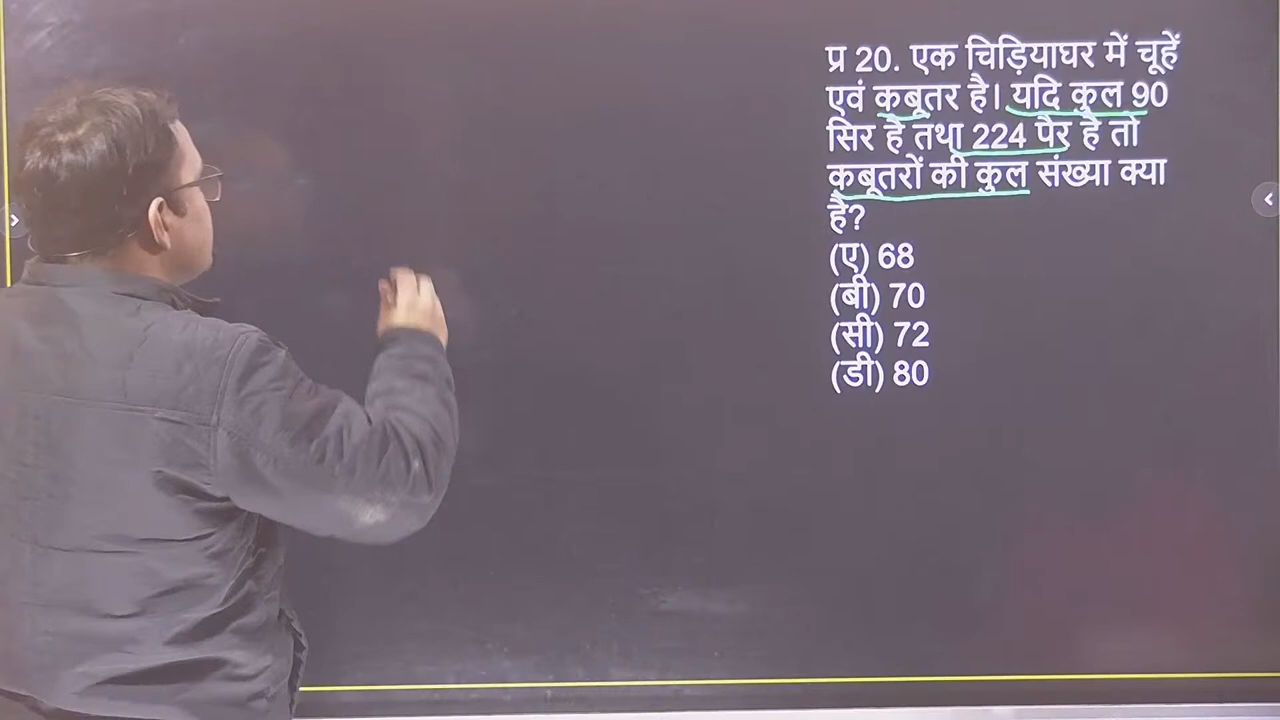 प्र 20. एक चिड़ियाघर में चूहें
एवं कबूतर है। यदि कुल 90
सिर है तथा 224 पैर है तो
कबूतरों की कुल संख्या क्या
है?
(ए) 68
(बी) 70
(सी) 72
(डी) 80